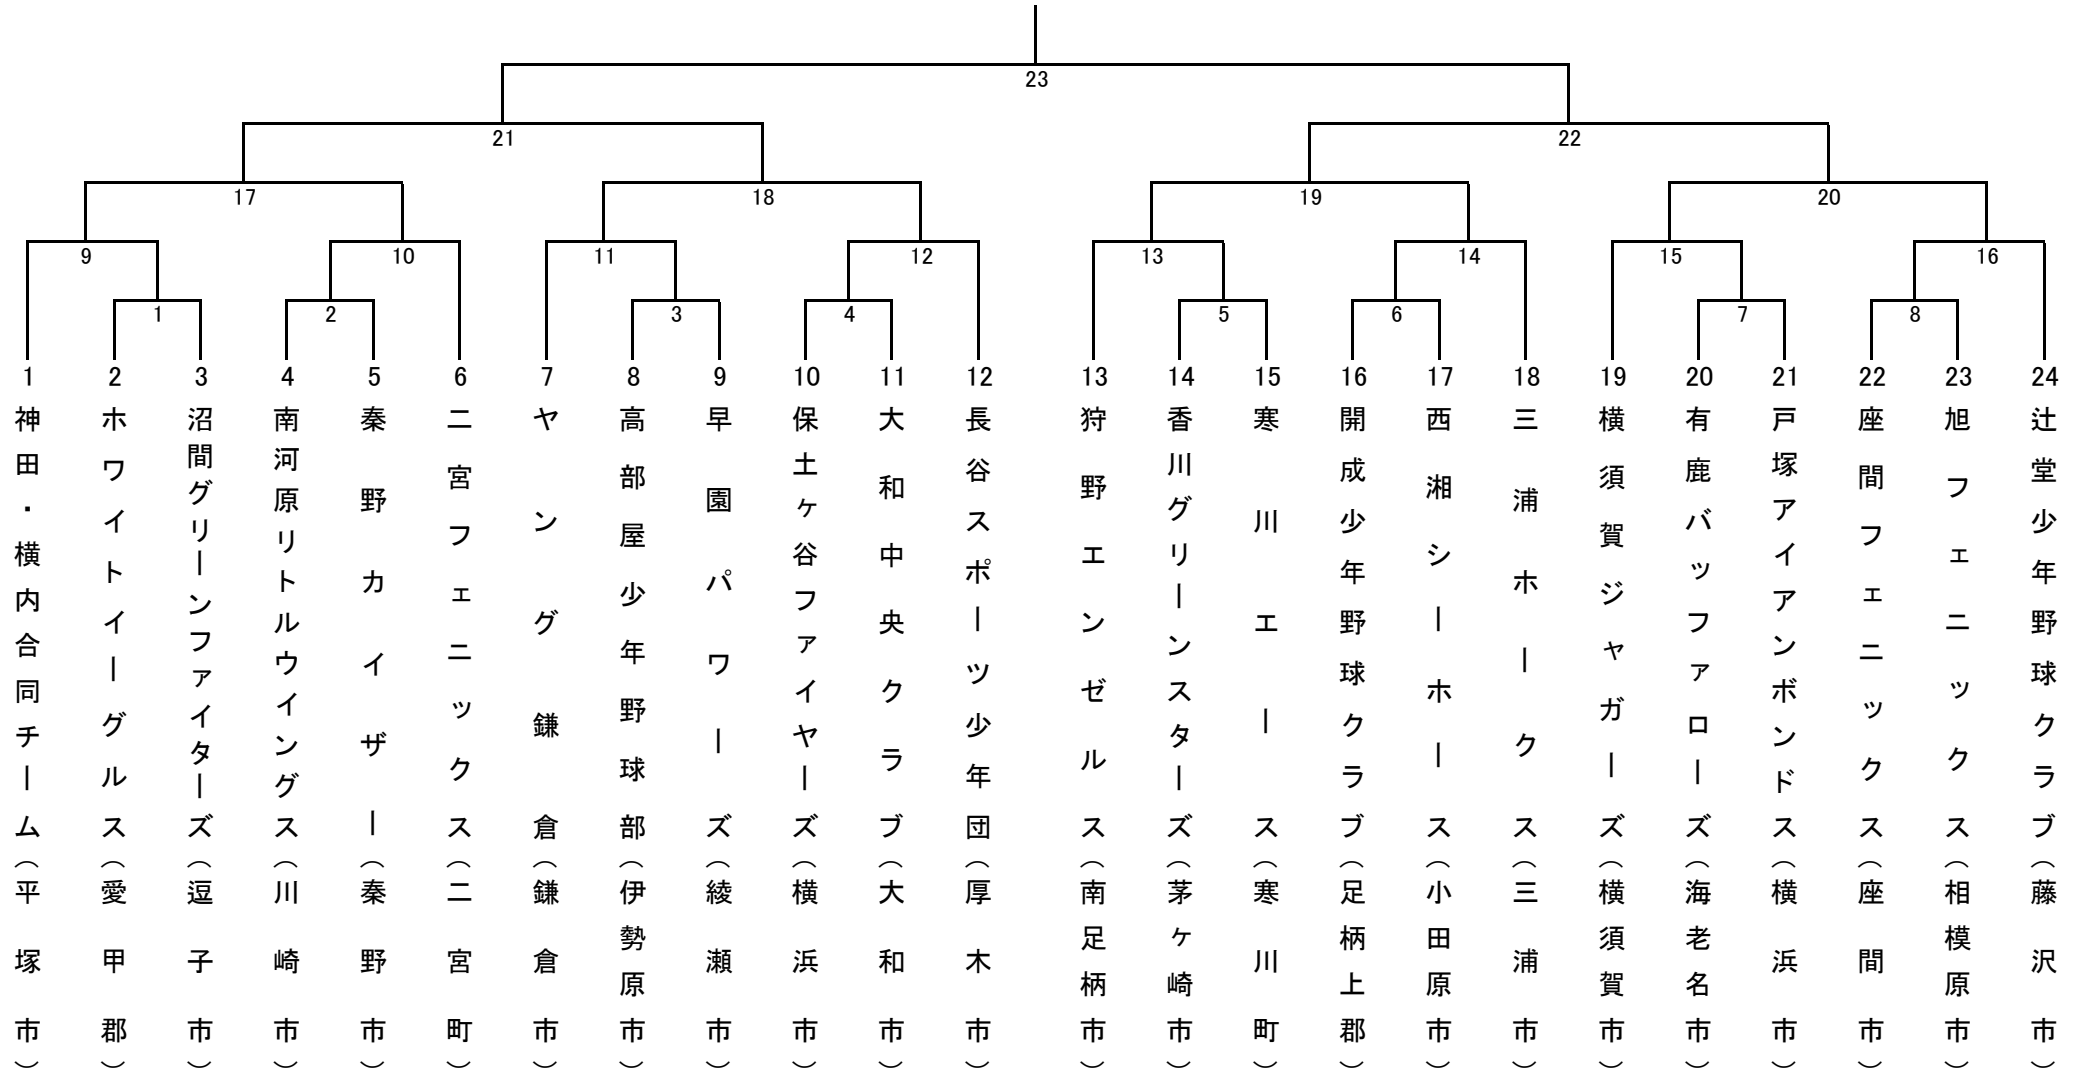 23
21
22
17
18
19
20
9
10
11
12
13
14
15
16
1
2
3
4
5
6
7
8
1 神田・横内合同チーム(平塚市)
2 ホワイトイーグルス(愛甲郡)
3 沼間グリーンファイターズ(逗子市)
4 南河原リトルウイングス(川崎市)
5 秦野カイザー(秦野市)
6 二宮フェニックス(二宮町)
7 ヤング鎌倉(鎌倉市)
8 高部屋少年野球部(伊勢原市)
9 早園パワーズ(綾瀬市)
10 保土ヶ谷ファイヤーズ(横浜市)
11 大和中央クラブ(大和市)
12 長谷スポーツ少年団(厚木市)
13 狩野エンゼルス(南足柄市)
14 香川グリーンスターズ(茅ヶ崎市)
15 寒川エース(寒川町)
16 開成少年野球クラブ(足柄上郡)
17 西湘シーホース(小田原市)
18 三浦ホークス(三浦市)
19 横須賀ジャガーズ(横須賀市)
20 有鹿バッファローズ(海老名市)
21 戸塚アイアンボンドス(横浜市)
22 座間フェニックス(座間市)
23 旭フェニックス(相模原市)
24 辻堂少年野球クラブ(藤沢市)